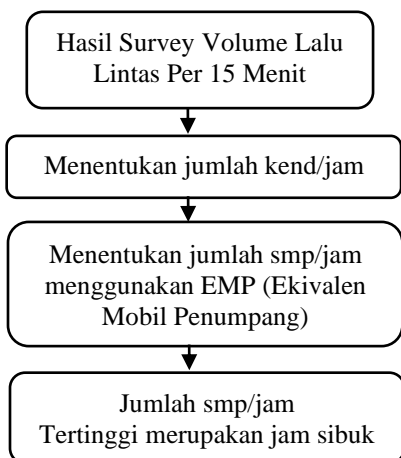 Hasil Survey Volume Lalu
Lintas Per 15 Menit
Menentukan jumlah kend/jam
Menentukan jumlah smp/jam
menggunakan EMP (Ekivalen
Mobil Penumpang)
Jumlah smp/jam
Tertinggi merupakan jam sibuk